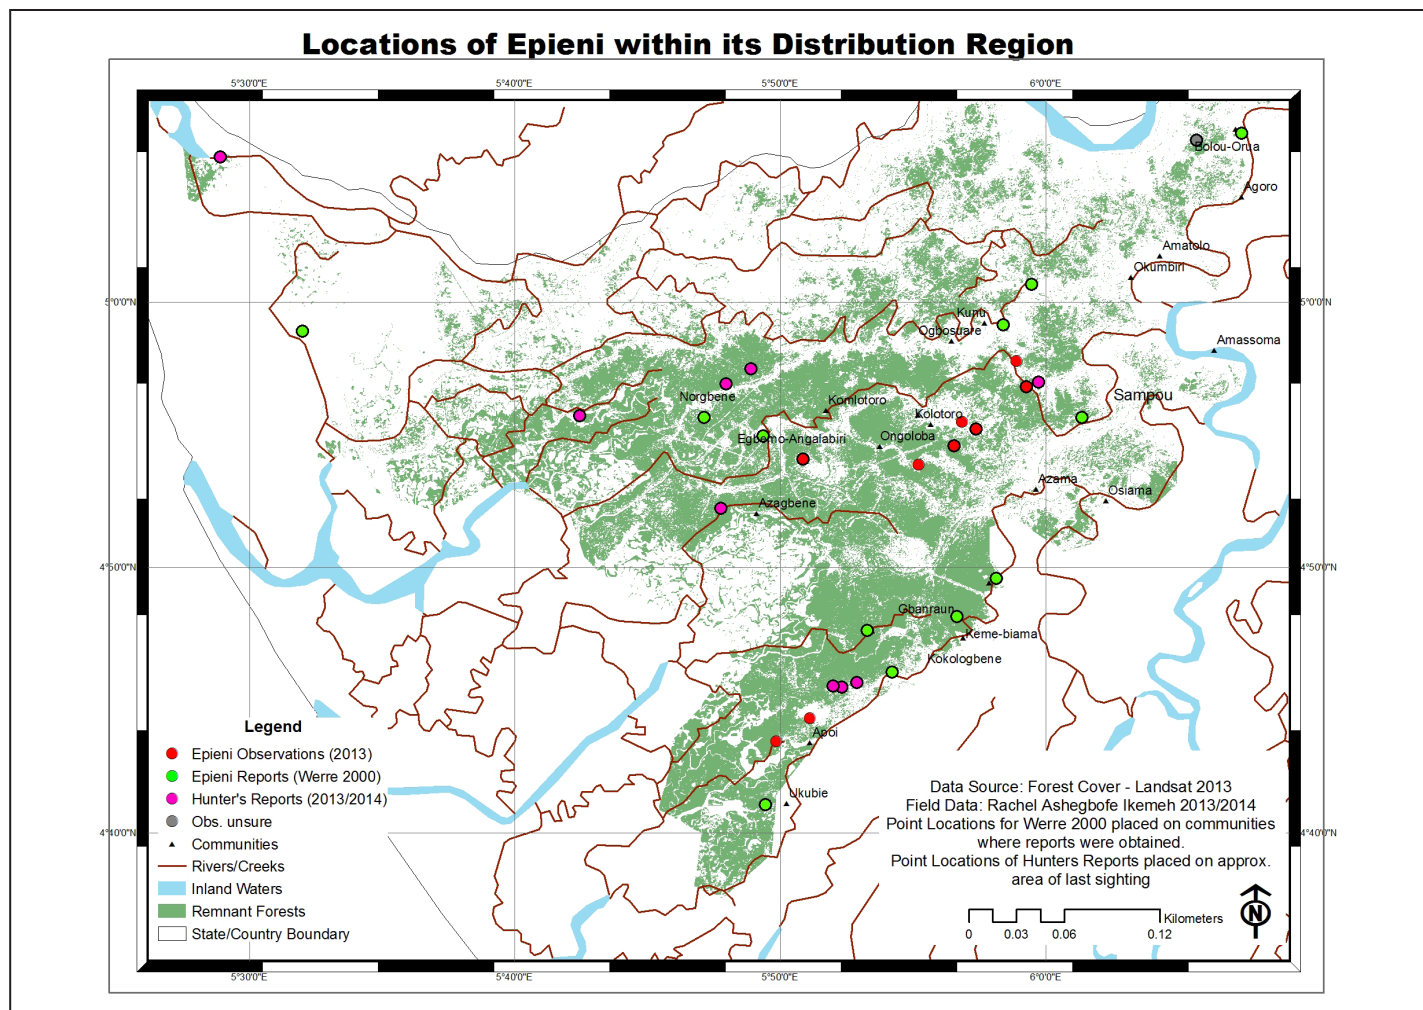 Locations of Epieni within its Distribution Region
5°30'0"E
5°40'0"E
5°50'0"E
6°0'0"E
Bolou-Orua
Agoro
Amatolo
Okumbiri
5°0'0"N
5°0'0"N
Kunu
Ogbosuare
Amassoma
Norgbene
Komlotoro
Kolotoro
Sampou
Egbomo-Angalabiri
Ongoloba
Azama
Osiama
Azagbene
4°50'0"N
4°50'0"N
Gbanraun
Keme-biama
Kokologbene
Apoi
Ukubie
Legend
Epieni Observations (2013)
Epieni Reports (Werre 2000)
Hunter's Reports (2013/2014)
Obs. unsure
Communities
Rivers/Creeks
Inland Waters
Remnant Forests
State/Country Boundary
Data Source: Forest Cover - Landsat 2013
Field Data: Rachel Ashegbofe Ikemeh 2013/2014
Point Locations for Werre 2000 placed on communities
where reports were obtained.
Point Locations of Hunters Reports placed on approx.
area of last sighting
4°40'0"N
4°40'0"N
N
Kilometers
0 0.03 0.06 0.12
5°30'0"E
5°40'0"E
5°50'0"E
6°0'0"E